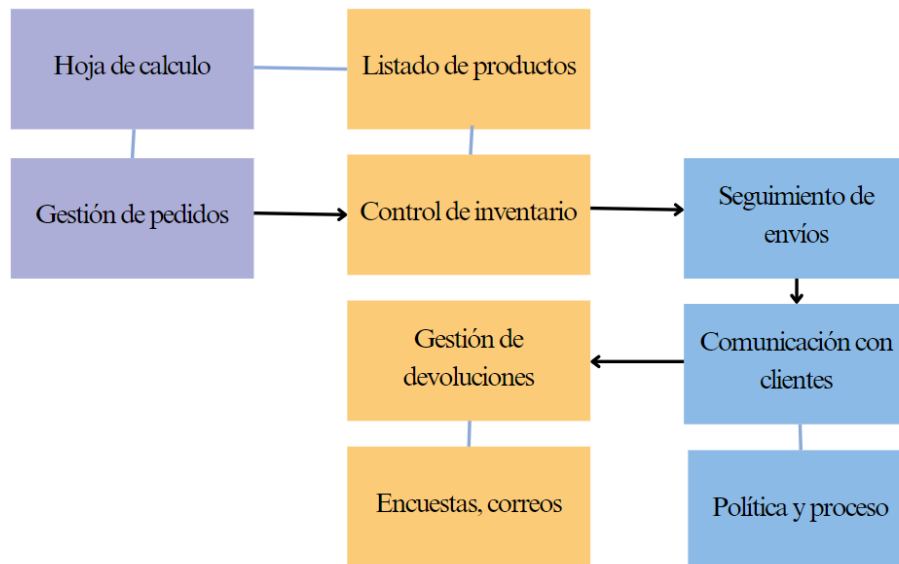 Hoja de calculo
Listado de productos
Gestión de pedidos
Control de inventario
Seguimiento de
envíos
Gestión de
devoluciones
Comunicación con
clientes
Encuestas, correos
Política y proceso